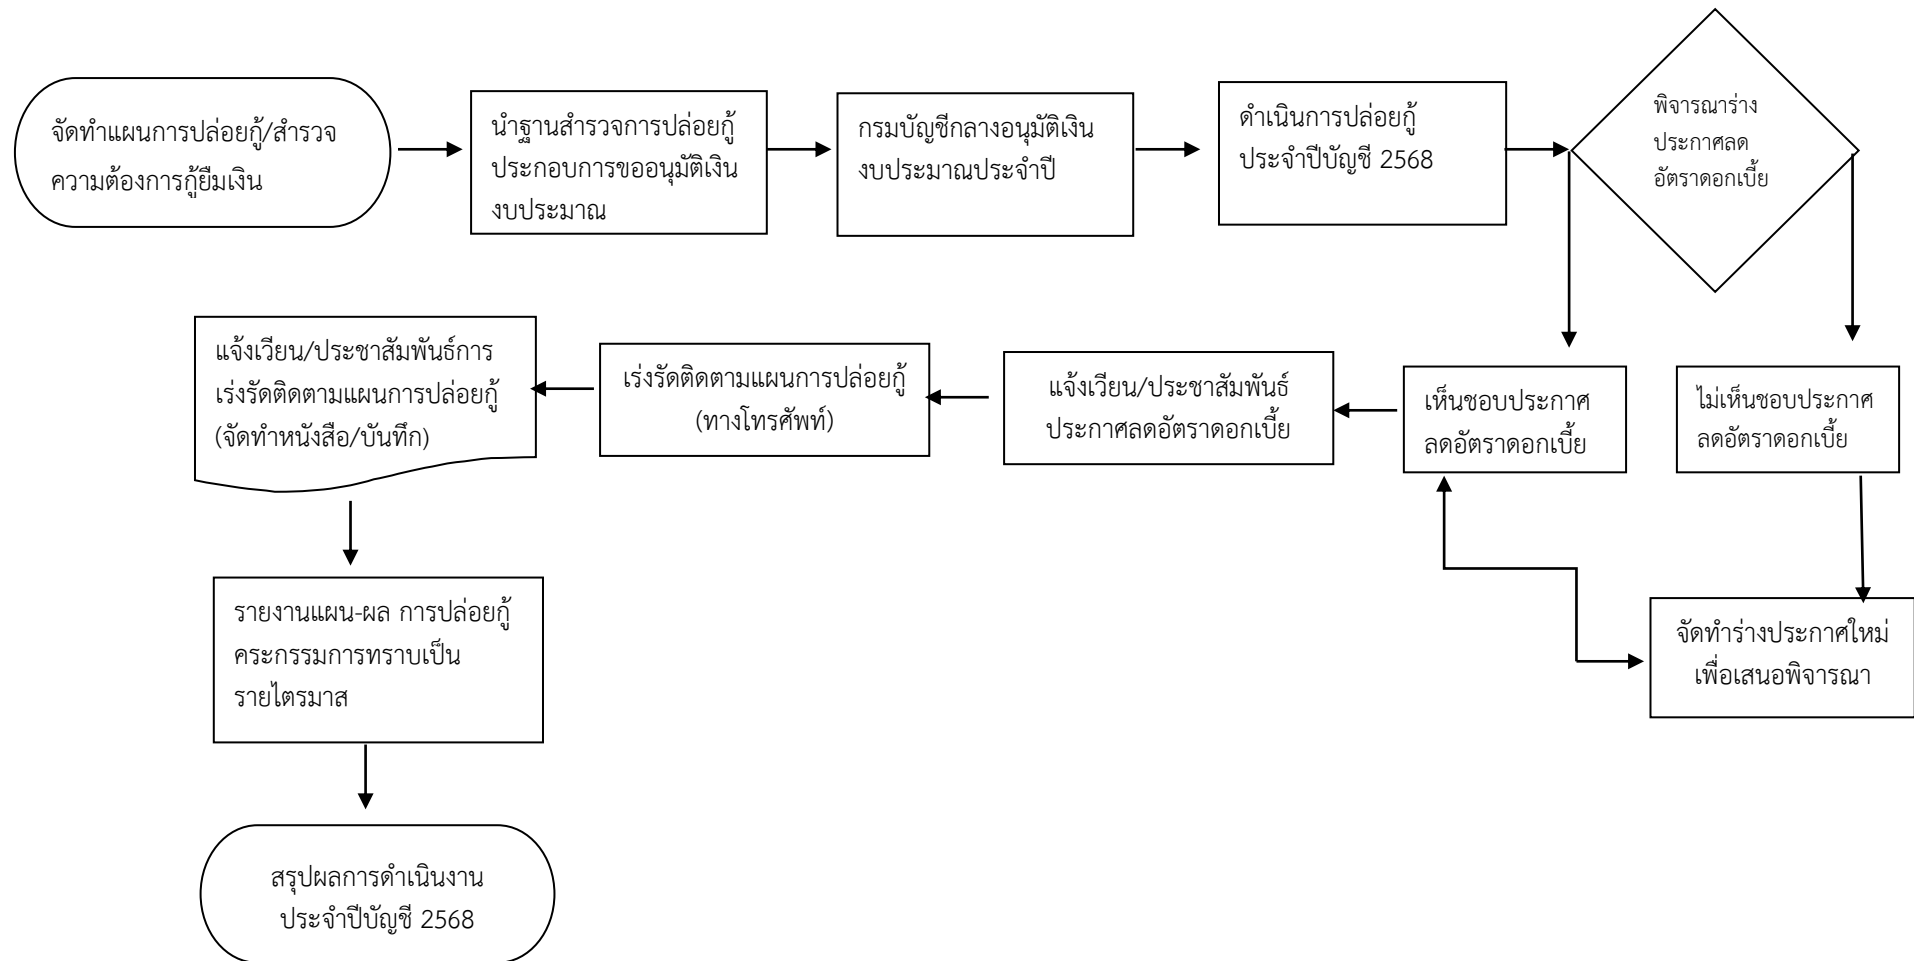 จัดทำแผนการปล่อยกู้/สำรวจ
ความต้องการกู้ยืมเงิน
นำฐานสำรวจการปล่อยกู้
ประกอบการขออนุมัติเงิน
งบประมาณ
กรมบัญชีกลางอนุมัติเงิน
งบประมาณประจำปี
ดำเนินการปล่อยกู้
ประจำปีบัญชี 2568
พิจารณาร่าง
ประกาศลด
อัตราดอกเบี้ย
เห็นชอบประกาศ
ลดอัตราดอกเบี้ย
ไม่เห็นชอบประกาศ
ลดอัตราดอกเบี้ย
จัดทำร่างประกาศใหม่
เพื่อเสนอพิจารณา
แจ้งเวียน/ประชาสัมพันธ์
ประกาศลดอัตราดอกเบี้ย
เร่งรัดติดตามแผนการปล่อยกู้
(ทางโทรศัพท์)
แจ้งเวียน/ประชาสัมพันธ์การ
เร่งรัดติดตามแผนการปล่อยกู้
(จัดทำหนังสือ/บันทึก)
รายงานแผน-ผล การปล่อยกู้
คระกรรมการทราบเป็น
รายไตรมาส
สรุปผลการดำเนินงาน
ประจำปีบัญชี 2568